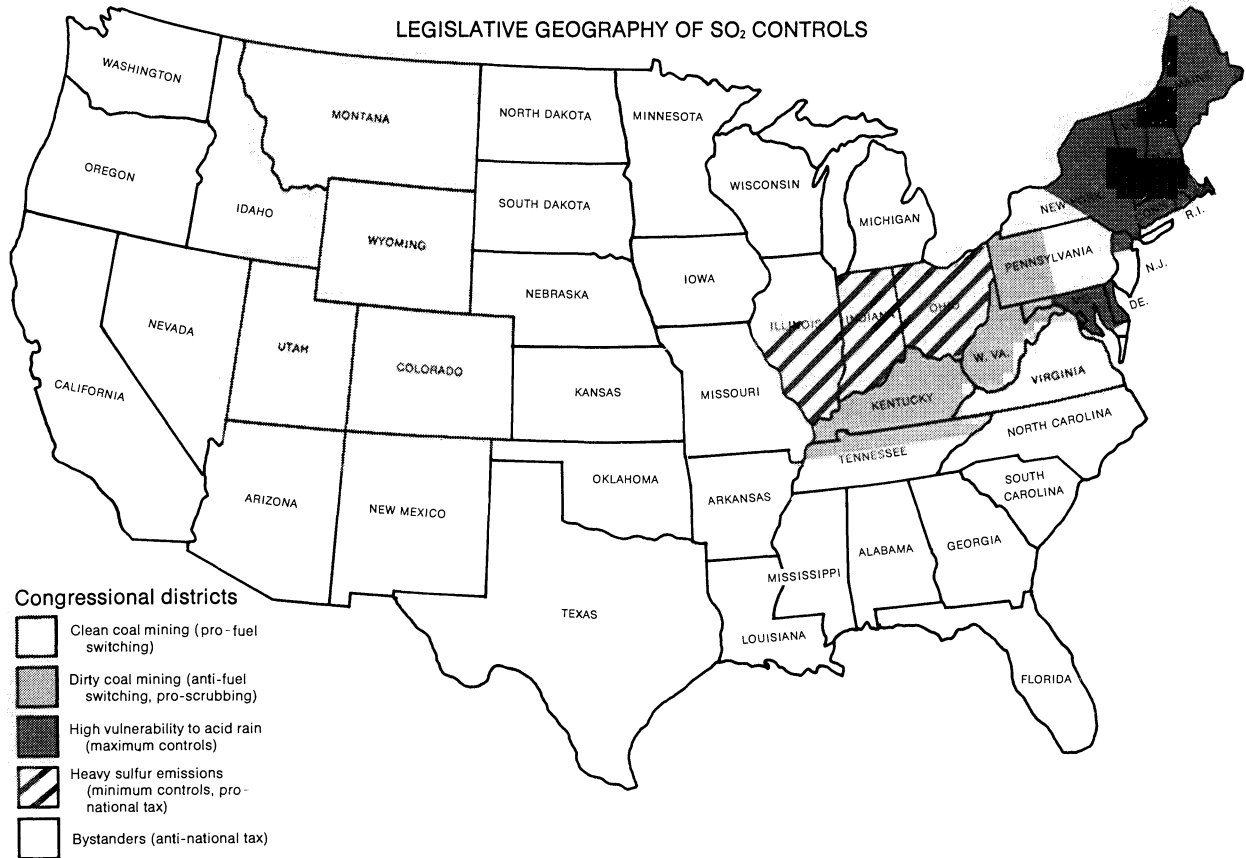 LEGISLATIVE GEOGRAPHY OF SO₂ CONTROLS
WASHINGTON
MONTANA
NORTH DAKOTA
MINNESOTA
OREGON
IDAHO
SOUTH DAKOTA
WISCONSIN
MICHIGAN
NEW
R.I.
WYOMING
PENNSYLVANIA
N.J.
IOWA
NEBRASKA
DE.
NEVADA
UTAH
ILLINOIS
INDIANA
OHIO
COLORADO
W. VA.
CALIFORNIA
KANSAS
MISSOURI
KENTUCKY
VIRGINIA
NORTH CAROLINA
TENNESSEE
OKLAHOMA
ARKANSAS
SOUTH
CAROLINA
ARIZONA
NEW MEXICO
MISSISSIPPI
ALABAMA
GEORGIA
TEXAS
LOUISIANA
FLORIDA
Congressional districts
Clean coal mining (pro-fuel
switching)
Dirty coal mining (anti-fuel
switching, pro-scrubbing)
High vulnerability to acid rain
(maximum controls)
Heavy sulfur emissions
(minimum controls, pro-
national tax)
Bystanders (anti-national tax)